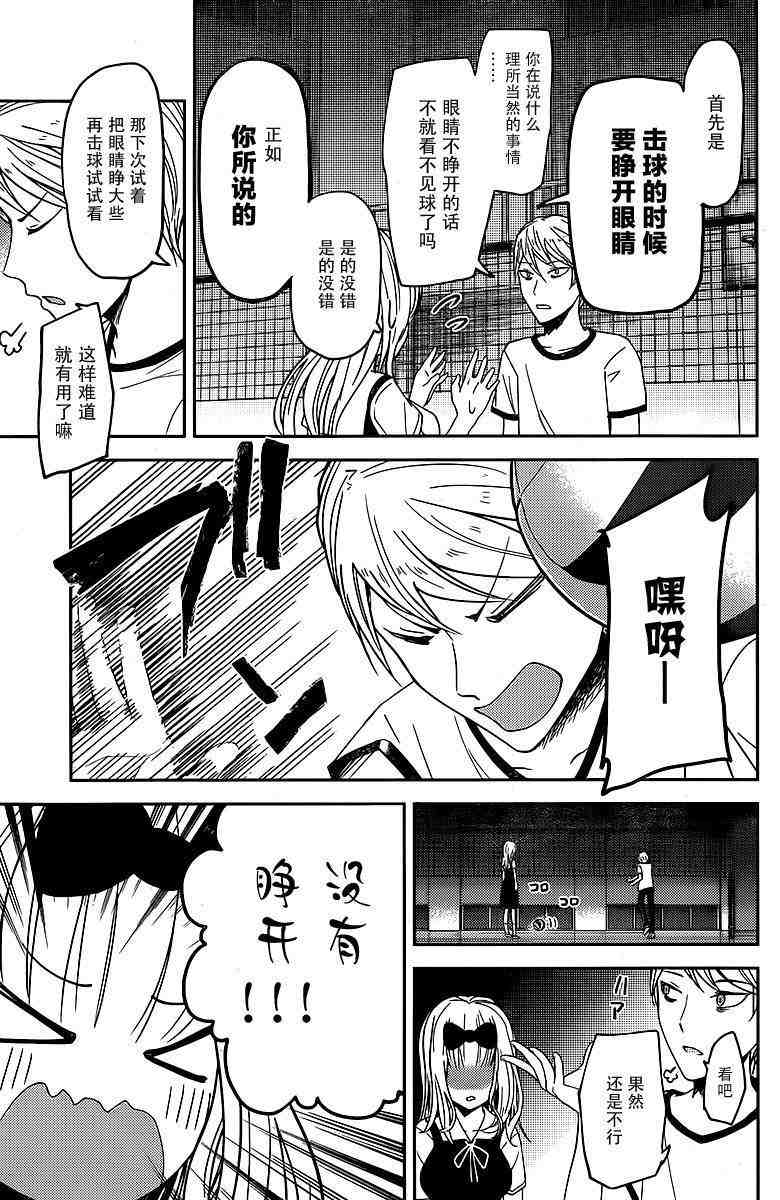 首先是
击球的时候
要睁开眼睛
你在说什么
理所当然的事情
……
眼睛不睁开的话
不就看不见球了吗
正如
你所说的
是的没错
是的没错
那下次试着
把眼睛睁大些
再击球试试看
这样难道
就有用了嘛
嘿呀—
コロ
コロ
看吧
果然
还是不行
没有
睁开
!!!